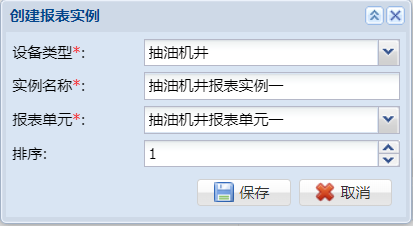 创建报表实例
设备类型*: 抽油机井
实例名称*: 抽油机井报表实例一
报表单元*: 抽油机井报表单元一
排序: 1
保存 取消